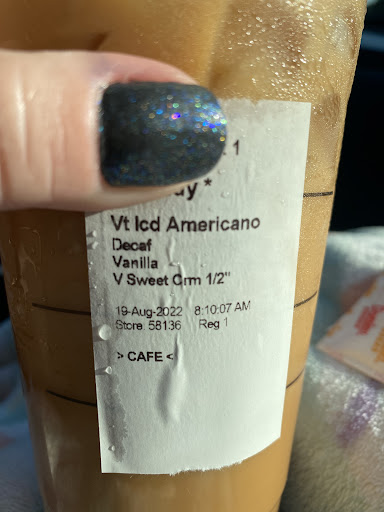 1
Vt Icd Americano
Decaf
Vanilla
V Sweet Crm 1/2"
19-Aug-2022 8:10:07 AM
Store 58136 Reg 1
> CAFE <